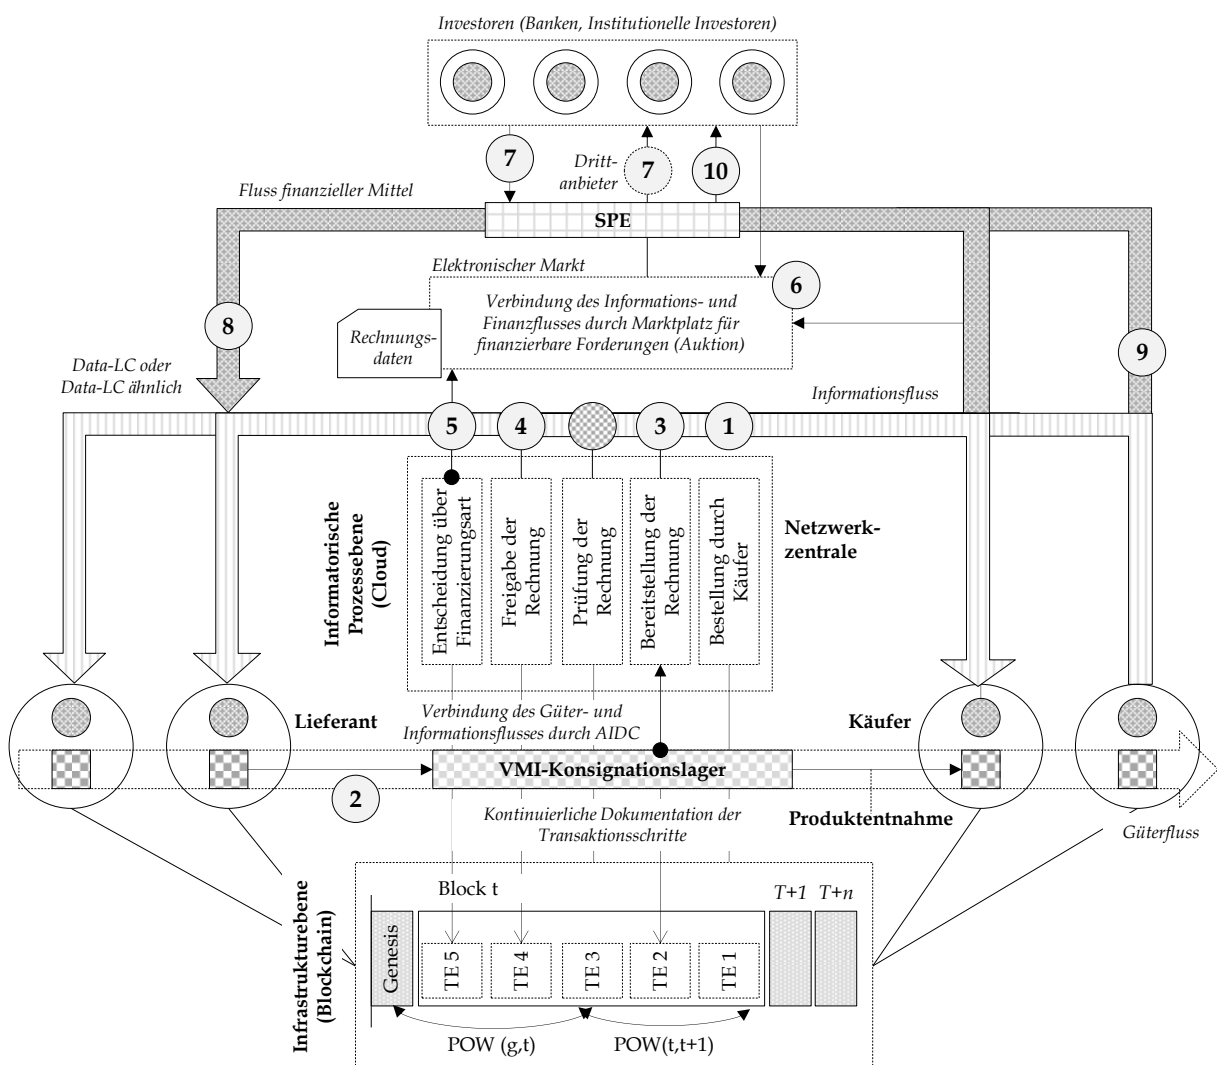 Investoren (Banken, Institutionelle Investoren)
7
Dritt-
anbieter
7
10
Fluss finanzieller Mittel
SPE
Elektronischer Markt
6
Verbindung des Informations- und
Finanzflusses durch Marktplatz für
finanzierbare Forderungen (Auktion)
8
Rechnungs-
daten
9
Data-LC oder
Data-LC ähnlich
Informationsfluss
5
4
3
1
Informatorische
Prozessebene
(Cloud)
Entscheidung über
Finanzierungsart
Freigabe der
Rechnung
Prüfung der
Rechnung
Bereitstellung der
Rechnung
Bestellung durch
Käufer
Netzwerk-
zentrale
Lieferant
Verbindung des Güter- und
Informationsflusses durch AIDC
Käufer
VMI-Konsignationslager
2
Kontinuierliche Dokumentation der
Transaktionsschritte
Produktentnahme
Güterfluss
Infrastrukturebene
(Blockchain)
Block t
T+1
T+n
Genesis
TE 5
TE 4
TE 3
TE 2
TE 1
POW (g,t)
POW(t,t+1)